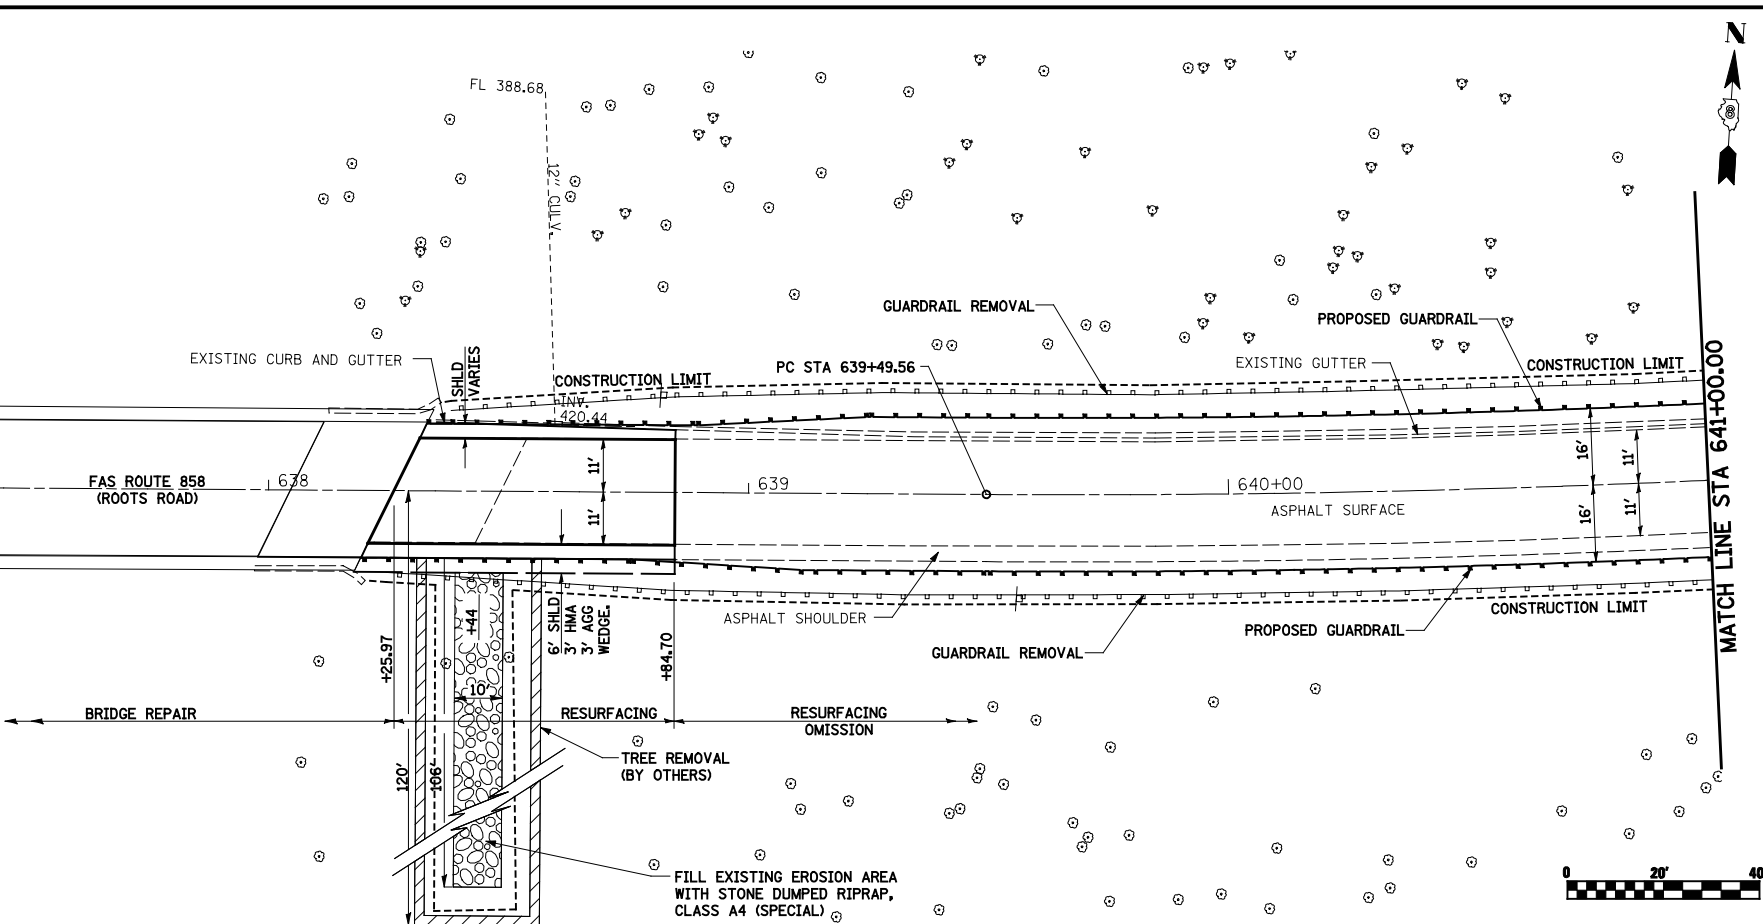 N
8
FL 388.68
12" CULV.
GUARDRAIL REMOVAL
PROPOSED GUARDRAIL
EXISTING CURB AND GUTTER
SHLD
VARIES
CONSTRUCTION LIMIT
PC STA 639+49.56
EXISTING GUTTER
CONSTRUCTION LIMIT
INV.
420.44
MATCH LINE STA 641+00.00
FAS ROUTE 858
(ROOTS ROAD)
638
11'
11'
639
640+00
ASPHALT SURFACE
16'
16'
11'
11'
+25.97
+44
6' SHLD
3' HMA
3' AGG
WEDGE.
+84.70
ASPHALT SHOULDER
GUARDRAIL REMOVAL
PROPOSED GUARDRAIL
CONSTRUCTION LIMIT
10'
BRIDGE REPAIR
RESURFACING
RESURFACING
OMISSION
120'
106'
TREE REMOVAL
(BY OTHERS)
FILL EXISTING EROSION AREA
WITH STONE DUMPED RIPRAP,
CLASS A4 (SPECIAL)
0 20' 40